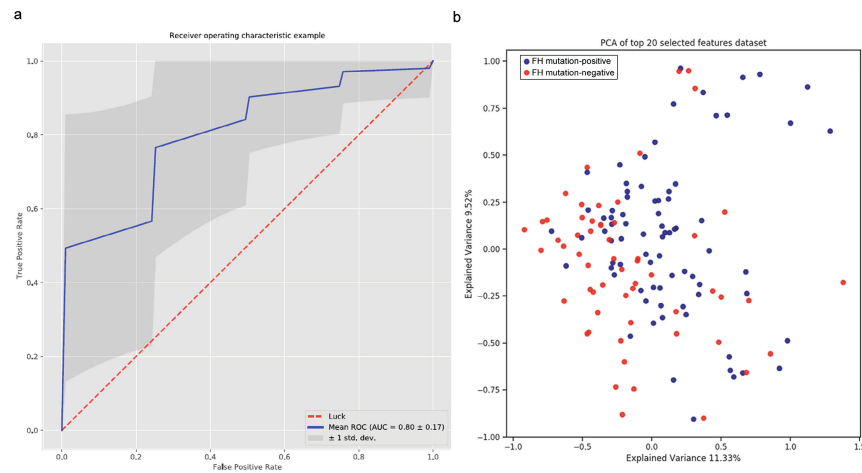 a
Receiver operating characteristic example
True Positive Rate
1.0
0.8
0.6
0.4
0.2
0.0
0.0
0.2
0.4
0.6
0.8
1.0
False Positive Rate
Luck
Mean ROC (AUC = 0.80 ± 0.17)
± 1 std. dev.
b
PCA of top 20 selected features dataset
FH mutation-positive
FH mutation-negative
Explained Variance 9.52%
1.00
0.75
0.50
0.25
0.00
−0.25
−0.50
−0.75
−1.00
−1.0
−0.5
0.0
0.5
1.0
1.5
Explained Variance 11.33%